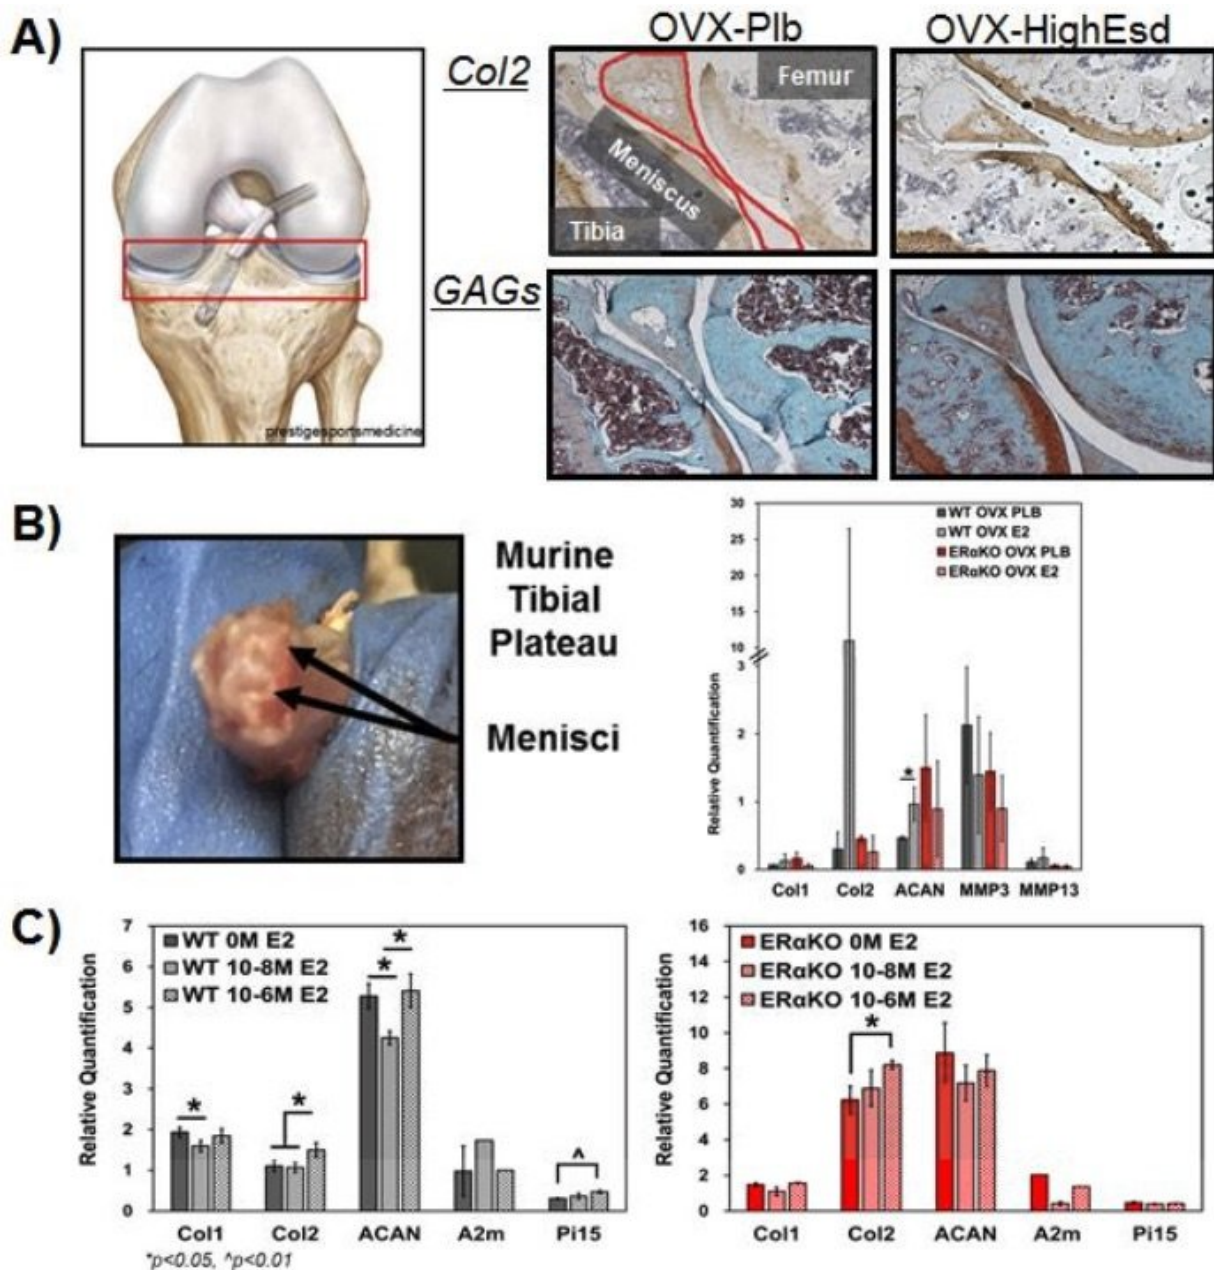 A)
OVX-Plb
OVX-HighEsd
Col2
Femur
Meniscus
Tibia
GAGs
prestigesportsmedicine
B)
Murine
Tibial
Plateau
Menisci
30
25
20
15
10
3
2
1
0
Relative Quantification
WT OVX PLB
WT OVX E2
ERαKO OVX PLB
ERαKO OVX E2
*
Col1 Col2 ACAN MMP3 MMP13
C)
7
6
5
4
3
2
1
0
Relative Quantification
WT 0M E2
WT 10-8M E2
WT 10-6M E2
* * * * ^
Col1 Col2 ACAN A2m Pi15
*p<0.05, ^p<0.01
16
14
12
10
8
6
4
2
0
Relative Quantification
ERαKO 0M E2
ERαKO 10-8M E2
ERαKO 10-6M E2
*
Col1 Col2 ACAN A2m Pi15